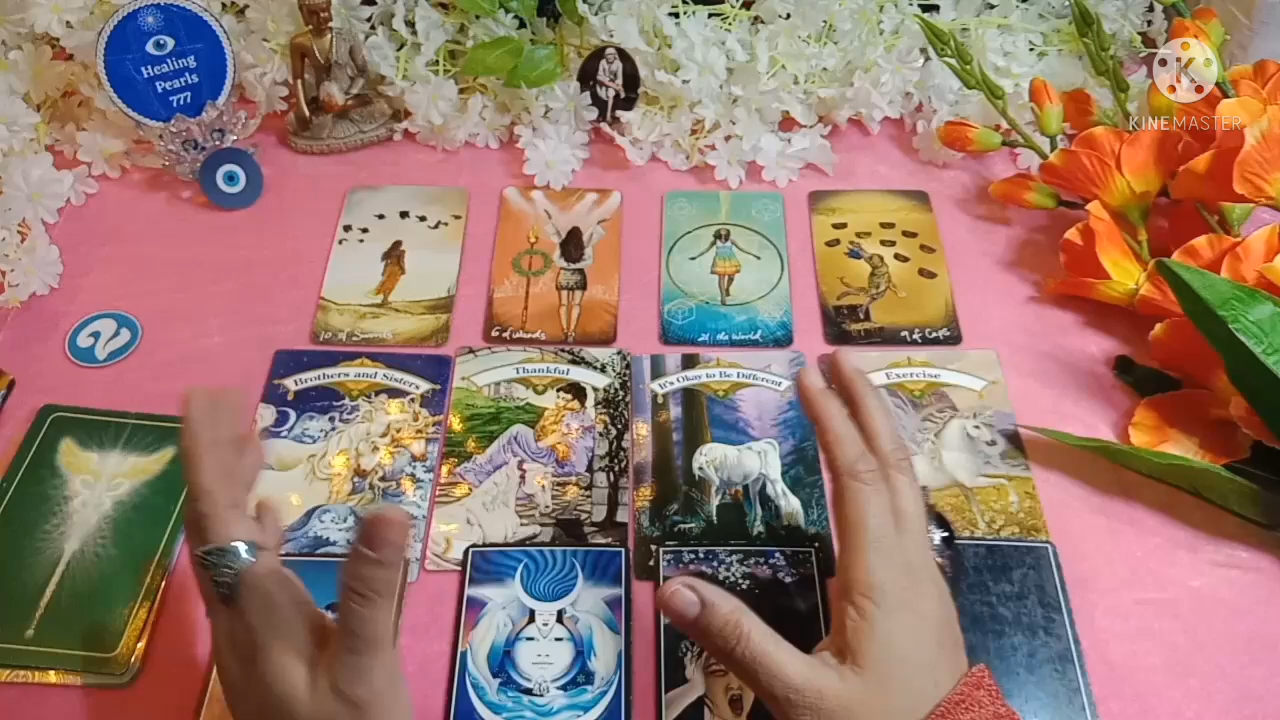 Healing
Pearls
777
KINEMASTER
10 of Swords
6 of Wands
21 the World
9 of Cups
2
Brothers and Sisters
Thankful
It's Okay to Be Different
Exercise